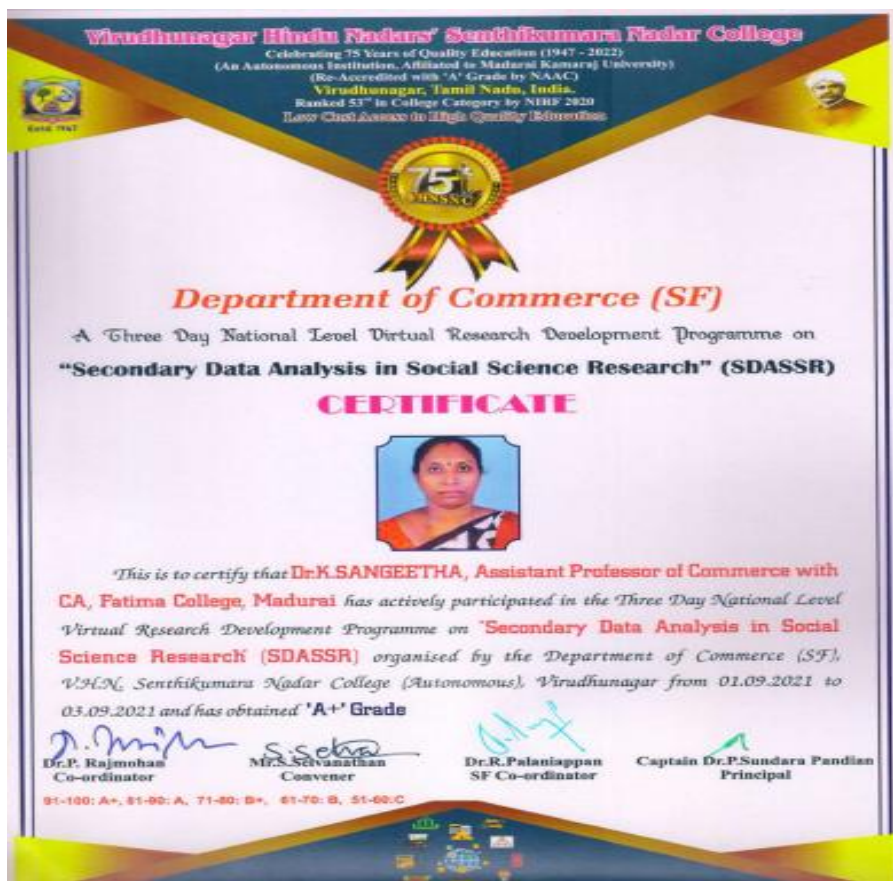 Virudhunagar Hindu Nadars' Senthikumara Nadar College
Celebrating 75 Years of Quality Education (1947 - 2022)
(An Autonomous Institution, Affiliated to Madurai Kamaraj University)
(Re-Accredited with 'A' Grade by NAAC)
Virudhunagar, Tamil Nadu, India.
Ranked 53rd in College Category by NIRF 2020
Low Cost Access to High Quality Education
Estd 1947
75
VHNSNC
Department of Commerce (SF)
A Three Day National Level Virtual Research Development Programme on
“Secondary Data Analysis in Social Science Research” (SDASSR)
CERTIFICATE
This is to certify that Dr.K.SANGEETHA, Assistant Professor of Commerce with
CA, Fatima College, Madurai has actively participated in the Three Day National Level
Virtual Research Development Programme on "Secondary Data Analysis in Social
Science Research" (SDASSR) organised by the Department of Commerce (SF),
V.H.N. Senthikumara Nadar College (Autonomous), Virudhunagar from 01.09.2021 to
03.09.2021 and has obtained 'A+' Grade
Dr.P. Rajmohan
Co-ordinator
Mr.S.Selvanathan
Convener
Dr.R.Palaniappan
SF Co-ordinator
Captain Dr.P.Sundara Pandian
Principal
91-100: A+, 81-90: A, 71-80: B+, 61-70: B, 51-60:C